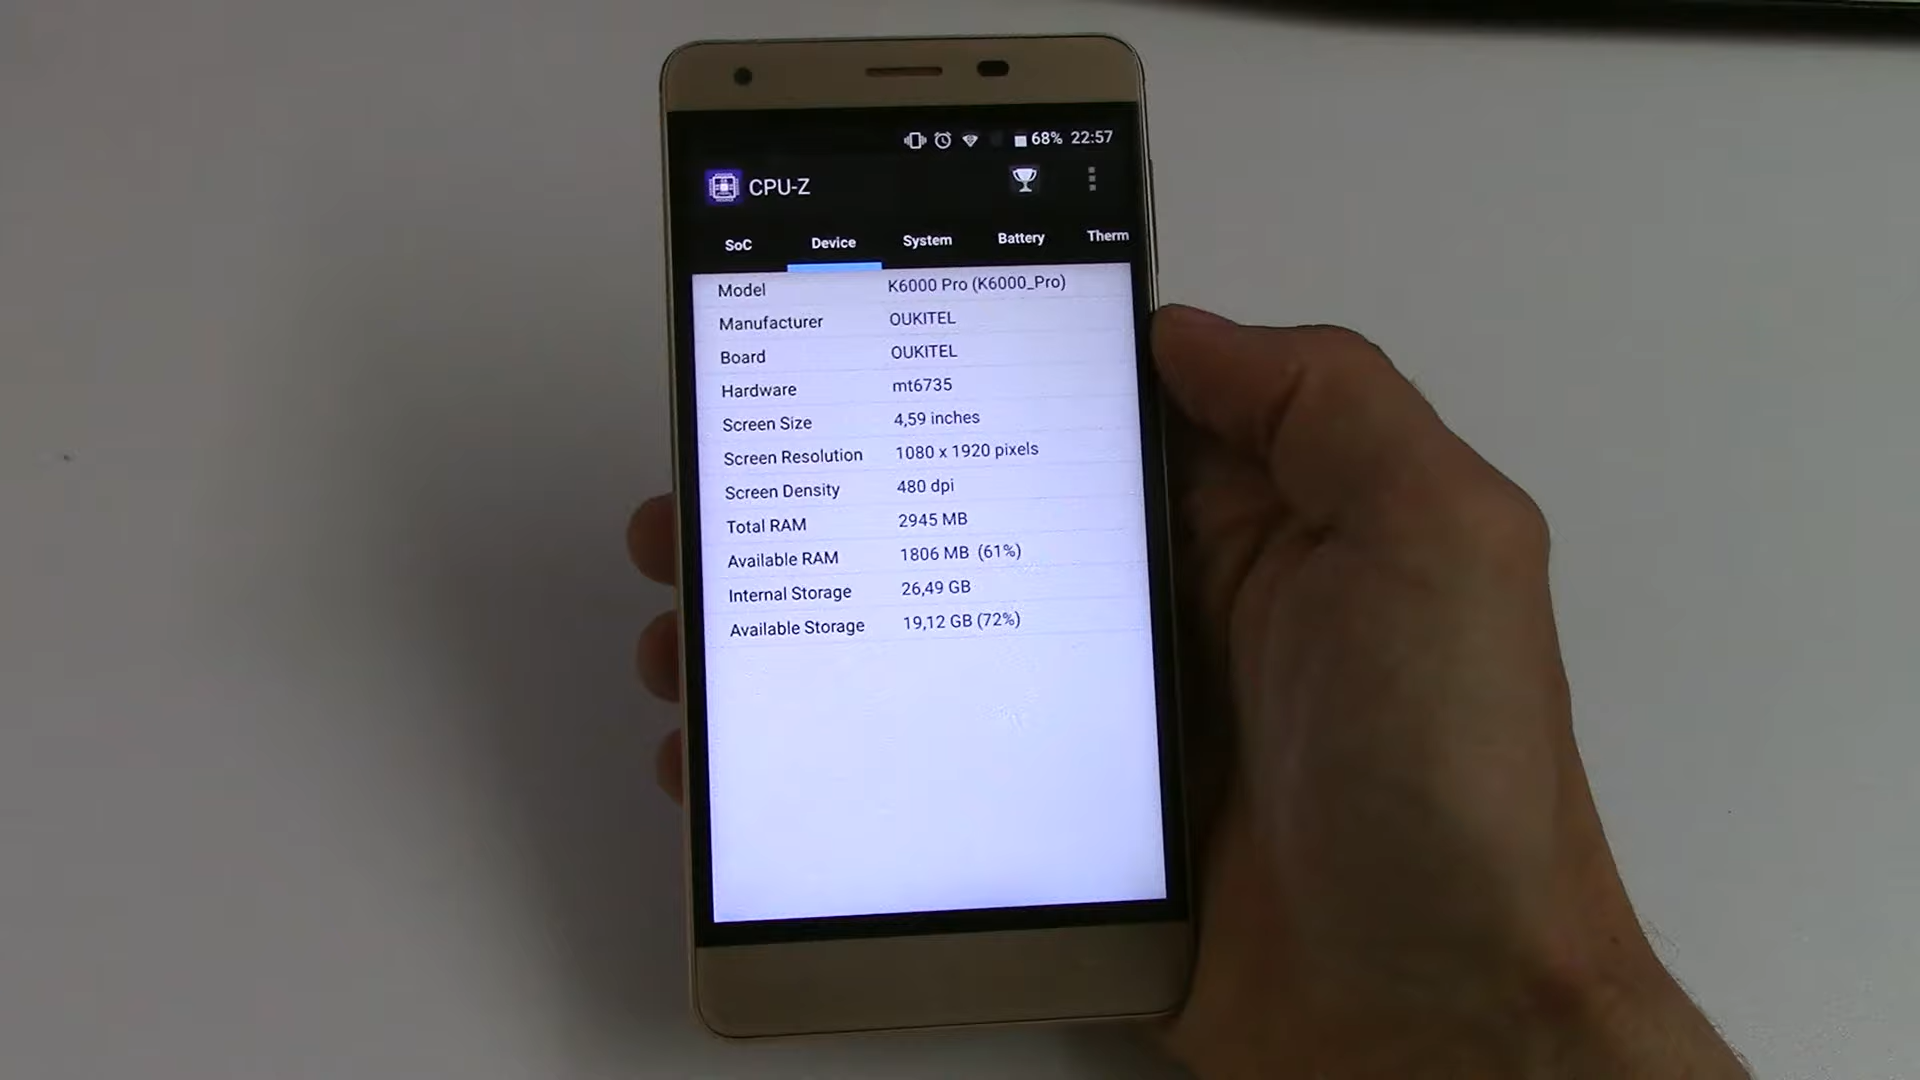 68% 22:57
CPU-Z
SoC Device System Battery Therm
Model K6000 Pro (K6000_Pro)
Manufacturer OUKITEL
Board OUKITEL
Hardware mt6735
Screen Size 4,59 inches
Screen Resolution 1080 x 1920 pixels
Screen Density 480 dpi
Total RAM 2945 MB
Available RAM 1806 MB (61%)
Internal Storage 26,49 GB
Available Storage 19,12 GB (72%)